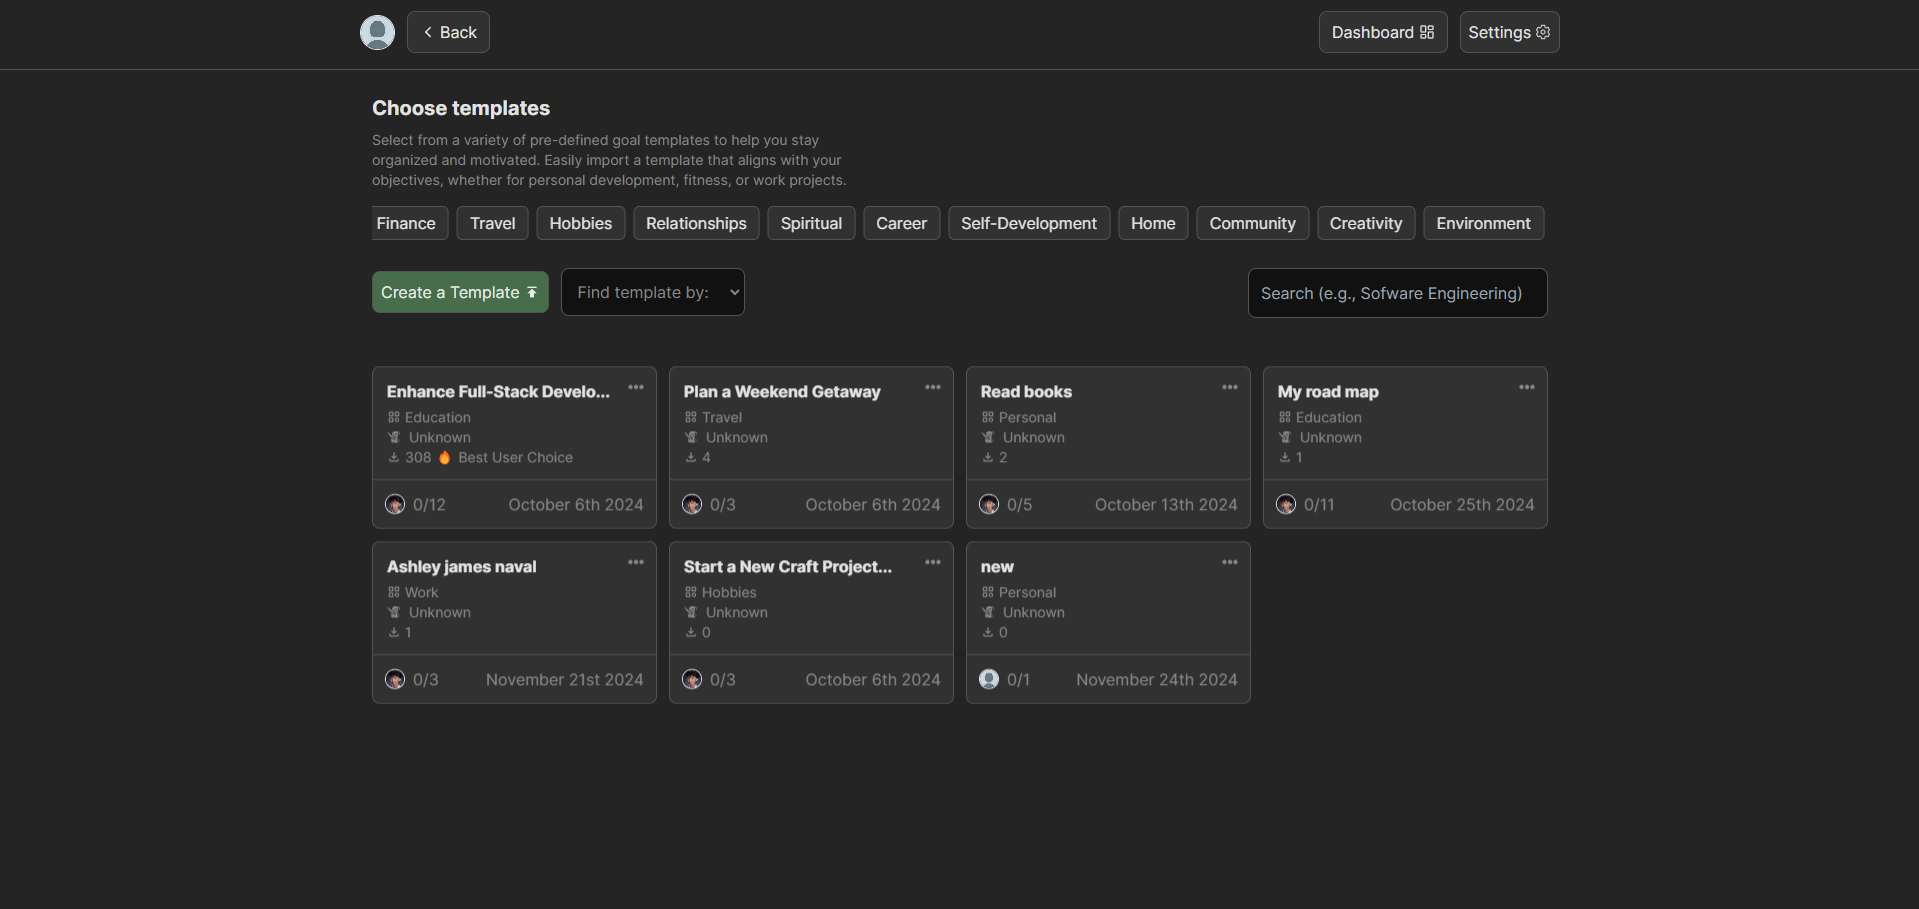 Back
Dashboard
Settings
Choose templates
Select from a variety of pre-defined goal templates to help you stay
organized and motivated. Easily import a template that aligns with your
objectives, whether for personal development, fitness, or work projects.
Finance Travel Hobbies Relationships Spiritual Career Self-Development Home Community Creativity Environment
Create a Template
Find template by:
Search (e.g., Sofware Engineering)
Enhance Full-Stack Develo...
Education
Unknown
308 Best User Choice
0/12 October 6th 2024
Plan a Weekend Getaway
Travel
Unknown
4
0/3 October 6th 2024
Read books
Personal
Unknown
2
0/5 October 13th 2024
My road map
Education
Unknown
1
0/11 October 25th 2024
Ashley james naval
Work
Unknown
1
0/3 November 21st 2024
Start a New Craft Project...
Hobbies
Unknown
0
0/3 October 6th 2024
new
Personal
Unknown
0
0/1 November 24th 2024